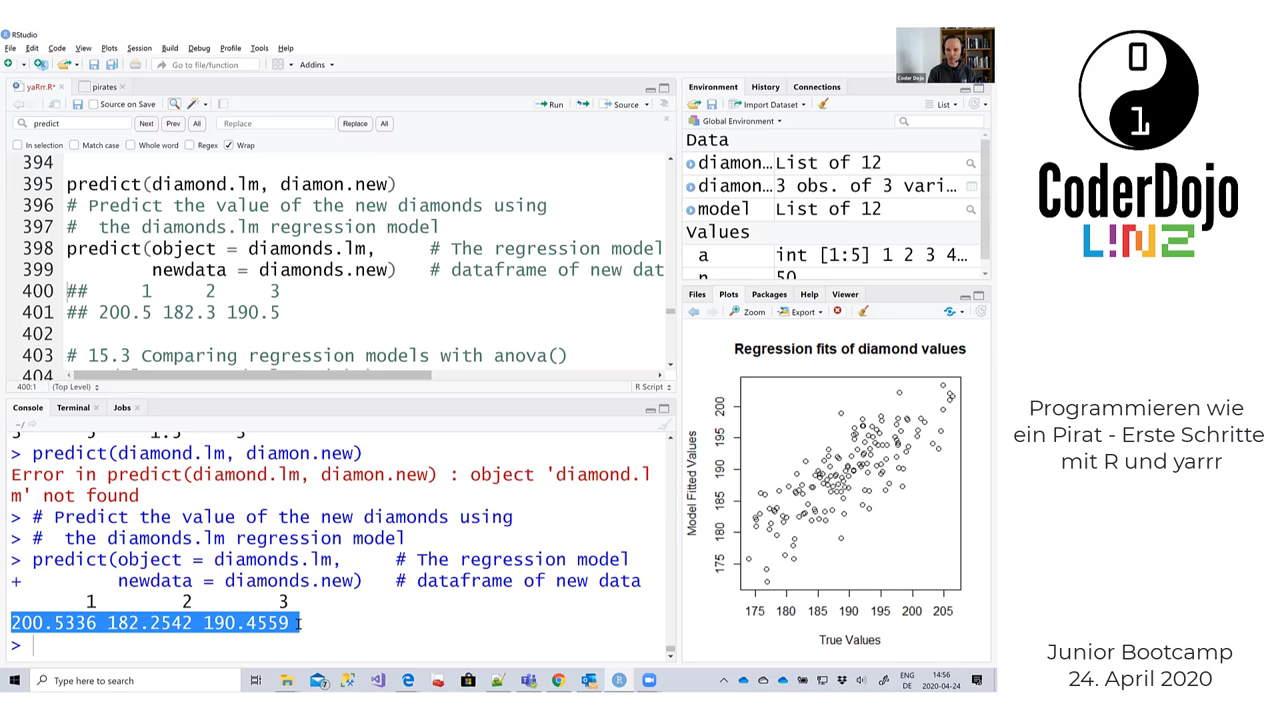 RStudio
File Edit Code View Plots Session Build Debug Profile Tools Help
Go to file/function
Addins
yaRrr.R*
pirates
Source on Save
Run
Source
predict
Next
Prev
All
Replace
Replace
All
In selection
Match case
Whole word
Regex
Wrap
394
395 predict(diamond.lm, diamon.new)
396 # Predict the value of the new diamonds using
397 #  the diamonds.lm regression model
398 predict(object = diamonds.lm,     # The regression model
399         newdata = diamonds.new)   # dataframe of new dat
400 ##     1     2     3
401 ## 200.5 182.3 190.5
402
403 # 15.3 Comparing regression models with anova()
404
400:1
(Top Level)
R Script
Console
Terminal
Jobs
~/
> predict(diamond.lm, diamon.new)
Error in predict(diamond.lm, diamon.new) : object 'diamond.l
m' not found
> # Predict the value of the new diamonds using
> #  the diamonds.lm regression model
> predict(object = diamonds.lm,     # The regression model
+         newdata = diamonds.new)   # dataframe of new data
       1        2        3
200.5336 182.2542 190.4559
>
Coder Dojo
Environment
History
Connections
Import Dataset
List
Global Environment
Data
diamon… List of 12
diamon… 3 obs. of 3 vari…
model List of 12
Values
a int [1:5] 1 2 3 4…
n 50
Files
Plots
Packages
Help
Viewer
Zoom
Export
Regression fits of diamond values
Model Fitted Values
200
195
190
185
180
175
175 180 185 190 195 200 205
True Values
Type here to search
7
ENG
DE
14:56
2020-04-24
0
1
CoderDojo
L!NZ
Programmieren wie
ein Pirat - Erste Schritte
mit R und yarrr
Junior Bootcamp
24. April 2020